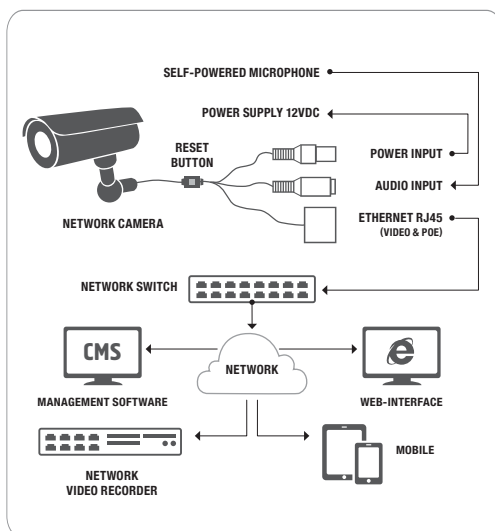 SELF-POWERED MICROPHONE
POWER SUPPLY 12VDC
RESET
BUTTON
POWER INPUT
AUDIO INPUT
NETWORK CAMERA
ETHERNET RJ45
(VIDEO & POE)
NETWORK SWITCH
CMS
NETWORK
MANAGEMENT SOFTWARE
WEB-INTERFACE
MOBILE
NETWORK
VIDEO RECORDER